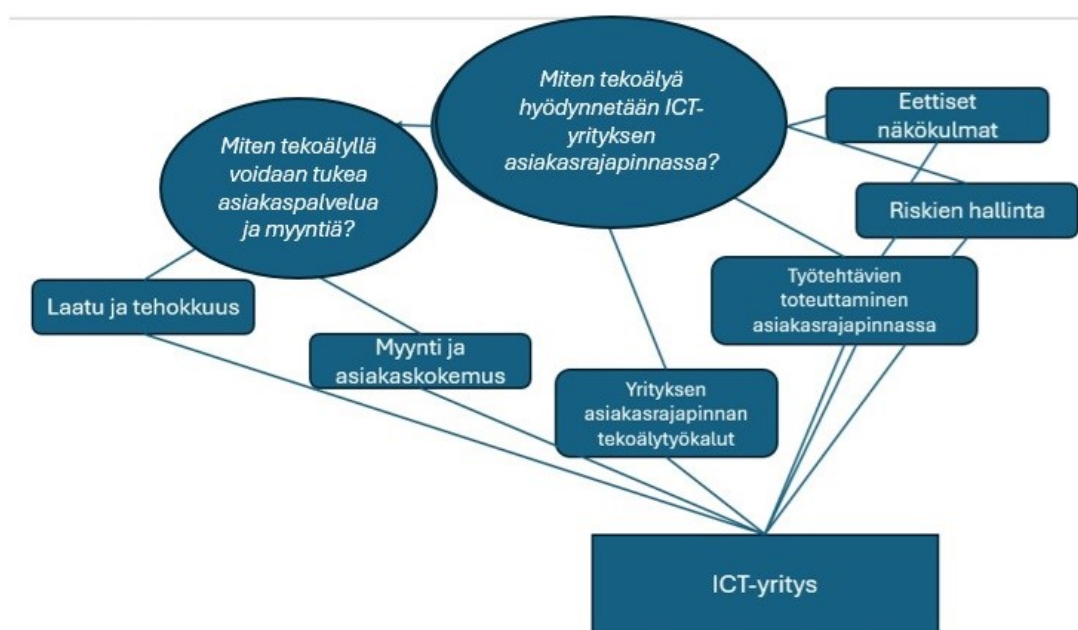 Miten tekoälyä
hyödynnetään ICT-
yrityksen
asiakasrajapinnassa?
Miten tekoälyllä
voidaan tukea
asiakaspalvelua
ja myyntiä?
Eettiset
näkökulmat
Riskien hallinta
Työtehtävien
toteuttaminen
asiakasrajapinnassa
Laatu ja tehokkuus
Myynti ja
asiakaskokemus
Yrityksen
asiakasrajapinnan
tekoälytyökalut
ICT-yritys